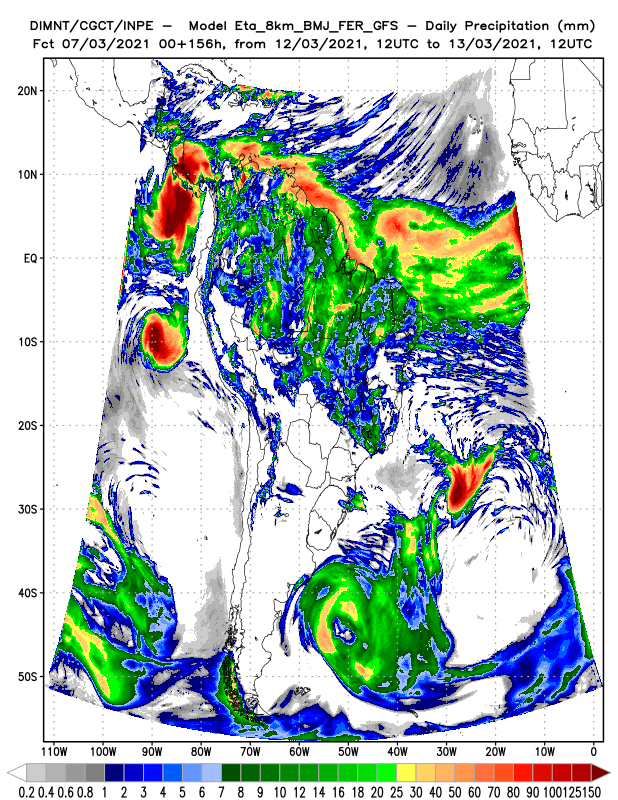 DIMNT/CGCT/INPE — Model Eta_8km_BMJ_FER_GFS — Daily Precipitation (mm)
Fct 07/03/2021 00+156h, from 12/03/2021, 12UTC to 13/03/2021, 12UTC
20N
10N
EQ
10S
20S
30S
40S
50S
110W 100W 90W 80W 70W 60W 50W 40W 30W 20W 10W 0
0.2 0.4 0.6 0.8 1 2 3 4 5 6 7 8 9 10 12 14 16 18 20 25 30 40 50 60 70 80 90 100 125 150